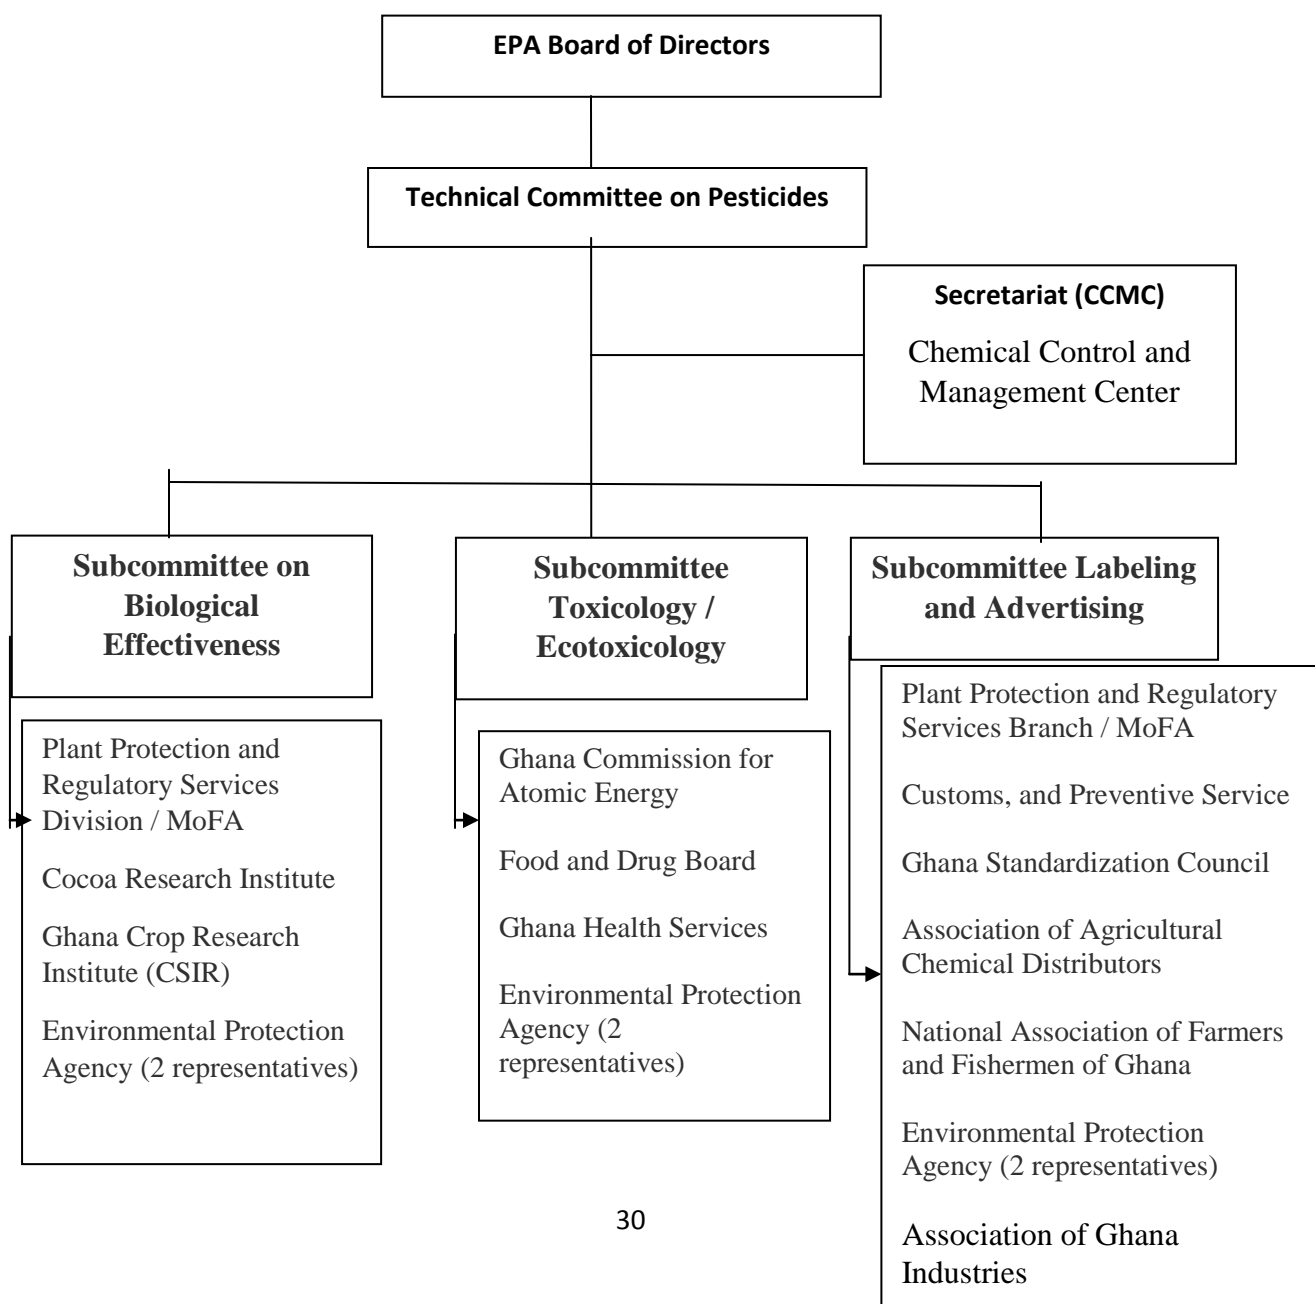 EPA Board of Directors
Technical Committee on Pesticides
Secretariat (CCMC)
Chemical Control and
Management Center
Subcommittee on
Biological
Effectiveness
Plant Protection and
Regulatory Services
Division / MoFA
Cocoa Research Institute
Ghana Crop Research
Institute (CSIR)
Environmental Protection
Agency (2 representatives)
Subcommittee
Toxicology /
Ecotoxicology
Ghana Commission for
Atomic Energy
Food and Drug Board
Ghana Health Services
Environmental Protection
Agency (2
representatives)
Subcommittee Labeling
and Advertising
Plant Protection and Regulatory
Services Branch / MoFA
Customs, and Preventive Service
Ghana Standardization Council
Association of Agricultural
Chemical Distributors
National Association of Farmers
and Fishermen of Ghana
Environmental Protection
Agency (2 representatives)
Association of Ghana
Industries
30